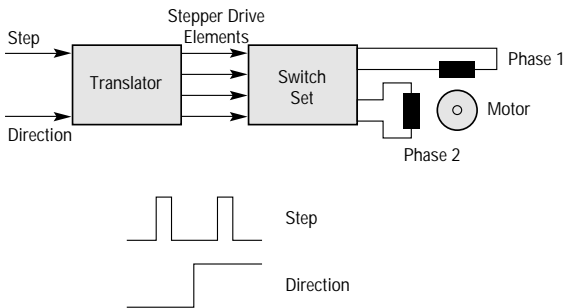 Stepper Drive
Elements
Step
Phase 1
Translator
Switch
Set
Motor
Direction
Phase 2
Step
Direction